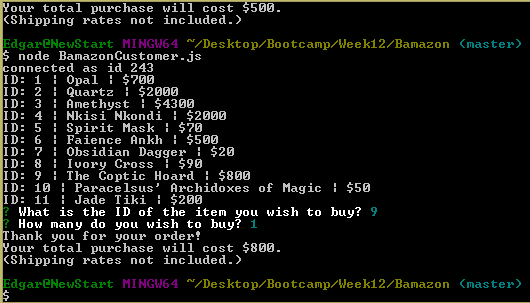 Your total purchase will cost $500.
(Shipping rates not included.)
Edgar@NewStart MINGW64 ~/Desktop/Bootcamp/Week12/Bamazon (master)
$ node BamazonCustomer.js
connected as id 243
ID: 1 | Opal | $700
ID: 2 | Quartz | $2000
ID: 3 | Amethyst | $4300
ID: 4 | Nkisi Nkondi | $2000
ID: 5 | Spirit Mask | $70
ID: 6 | Faience Ankh | $500
ID: 7 | Obsidian Dagger | $20
ID: 8 | Ivory Cross | $90
ID: 9 | The Coptic Hoard | $800
ID: 10 | Paracelsus' Archidoxes of Magic | $50
ID: 11 | Jade Tiki | $200
? What is the ID of the item you wish to buy? 9
? How many do you wish to buy? 1
Thank you for your order!
Your total purchase will cost $800.
(Shipping rates not included.)
Edgar@NewStart MINGW64 ~/Desktop/Bootcamp/Week12/Bamazon (master)
$